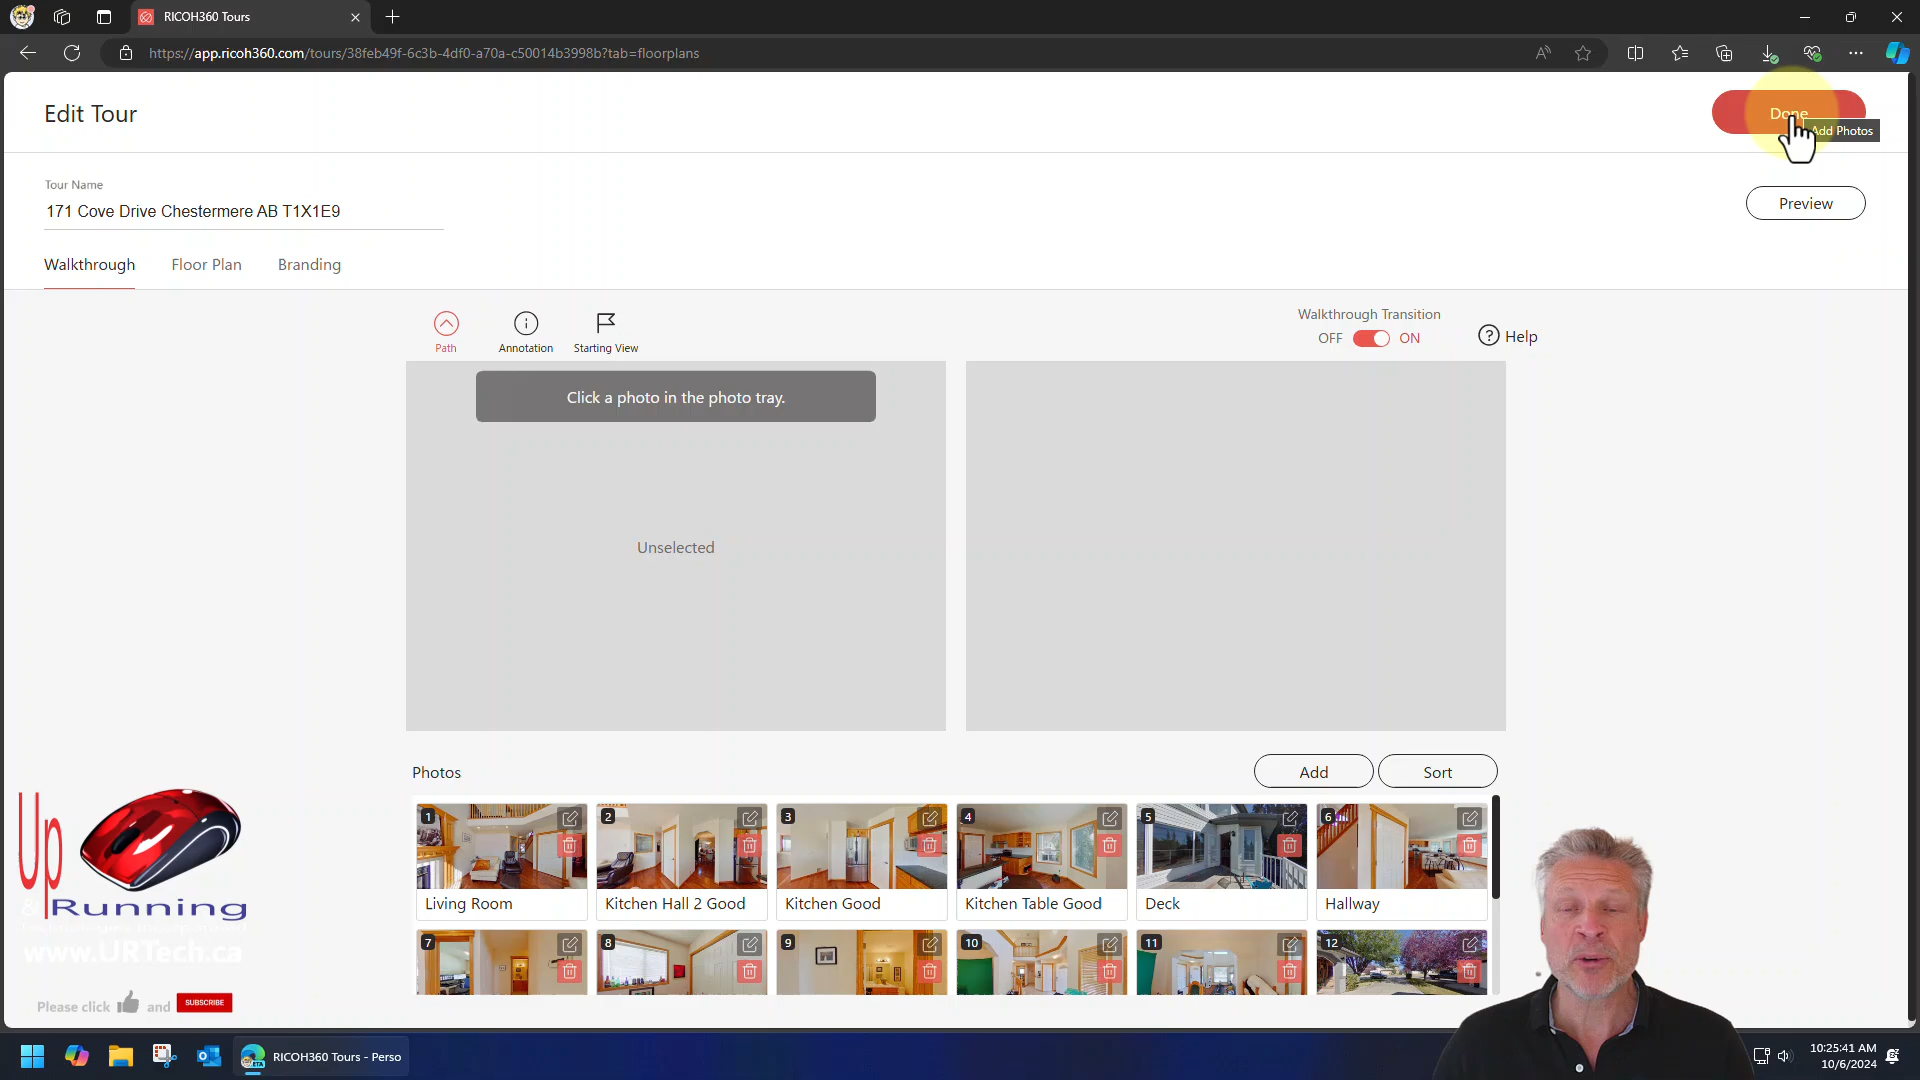 RICOH360 Tours
https://app.ricoh360.com/tours/38feb49f-6c3b-4df0-a70a-c50014b3998b?tab=floorplans
Edit Tour
Done
Add Photos
Tour Name
171 Cove Drive Chestermere AB T1X1E9
Preview
Walkthrough
Floor Plan
Branding
Path
Annotation
Starting View
Walkthrough Transition
OFF
ON
Help
Click a photo in the photo tray.
Unselected
Photos
Add
Sort
1
2
3
4
5
6
Living Room
Kitchen Hall 2 Good
Kitchen Good
Kitchen Table Good
Deck
Hallway
7
8
9
10
11
12
Up
& Running
www.URTech.ca
Please click and SUBSCRIBE
RICOH360 Tours - Perso
10:25:41 AM
10/6/2024